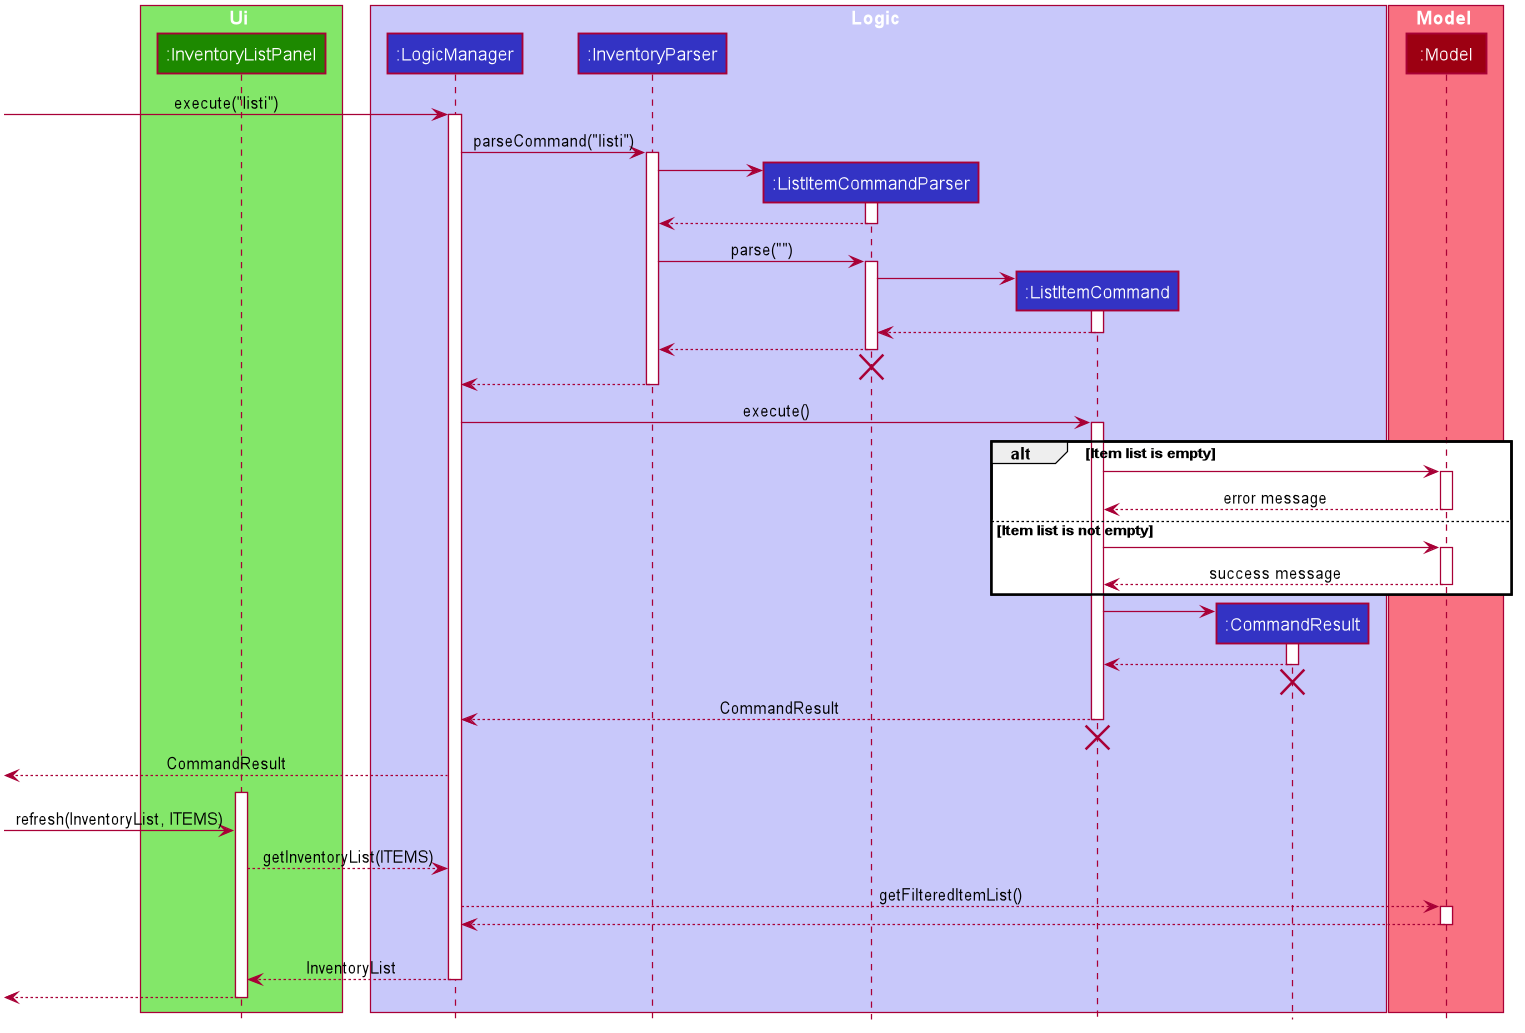 Ui
Logic
Model
:InventoryListPanel
:LogicManager
:InventoryParser
:Model
execute("listi")
parseCommand("listi")
:ListItemCommandParser
parse("")
:ListItemCommand
execute()
alt
[Item list is empty]
error message
[Item list is not empty]
success message
:CommandResult
CommandResult
CommandResult
refresh(InventoryList, ITEMS)
getInventoryList(ITEMS)
getFilteredItemList()
InventoryList